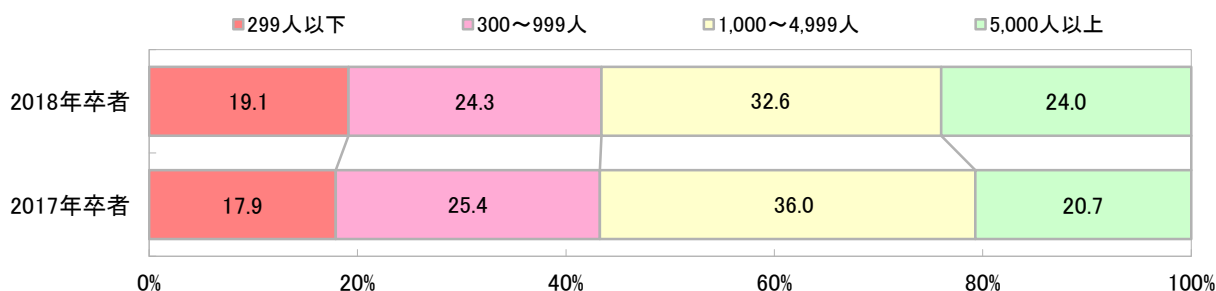 299人以下 300～999人 1,000～4,999人 5,000人以上
2018年卒者 19.1 24.3 32.6 24.0
2017年卒者 17.9 25.4 36.0 20.7
0% 20% 40% 60% 80% 100%